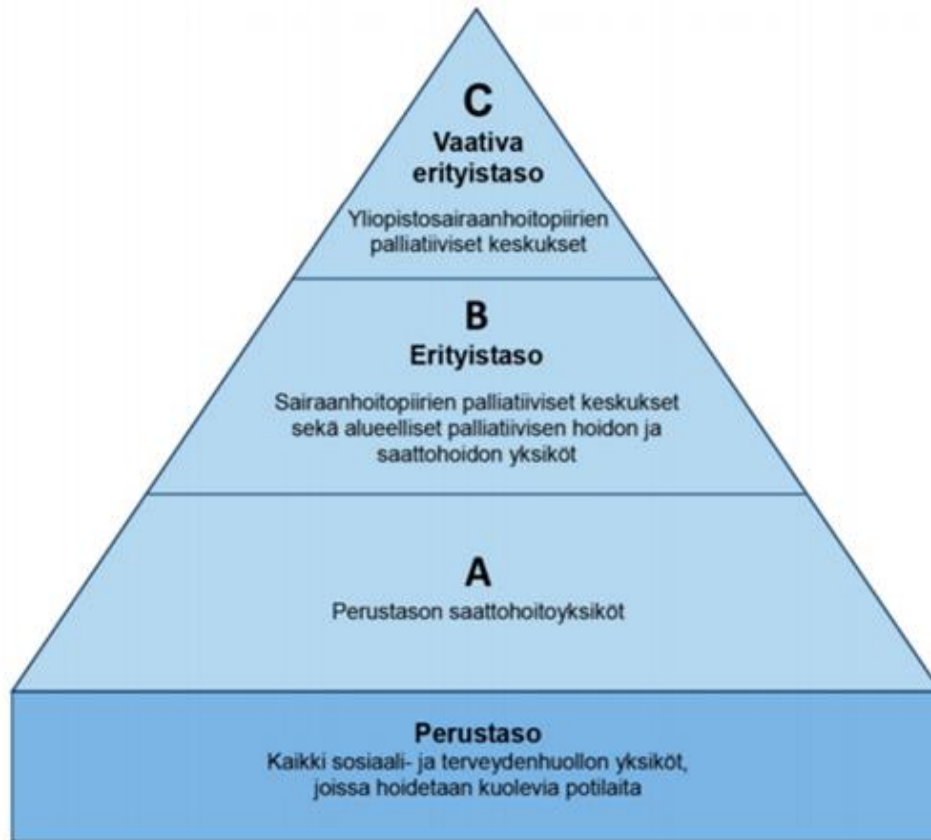 C
Vaativa
erityistaso
Yliopistosairaanhoitopiirien
palliatiiviset keskukset
B
Erityistaso
Sairaanhoitopiirien palliatiiviset keskukset
sekä alueelliset palliatiivisen hoidon ja
saattohoidon yksiköt
A
Perustason saattohoitoyksiköt
Perustaso
Kaikki sosiaali- ja terveydenhuollon yksiköt,
joissa hoidetaan kuolevia potilaita